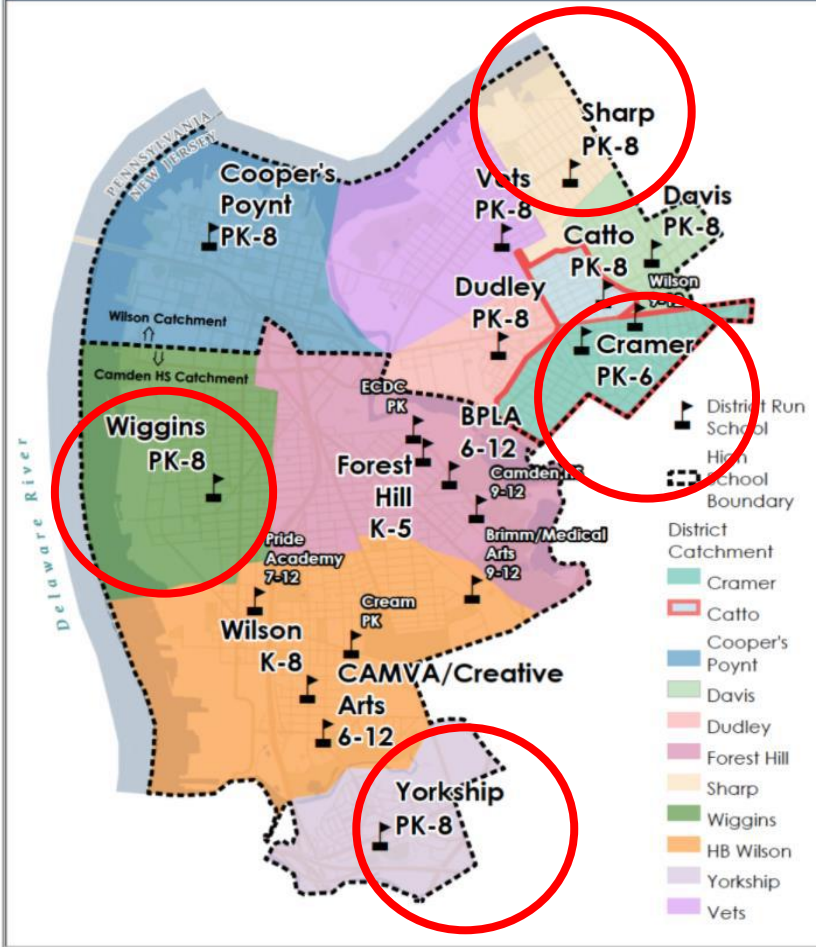 PENNSYLVANIA
NEW JERSEY
Sharp
PK-8
Cooper's
Poynt
PK-8
Vets
PK-8
Davis
PK-8
Catto
PK-8
Wilson
9-12
Dudley
PK-8
Wilson Catchment
Camden HS Catchment
Cramer
PK-6
ECDC
PK
BPLA
6-12
Wiggins
PK-8
Forest
Hill
K-5
Camden HS
9-12
Brimm/Medical
Arts
9-12
Pride
Academy
7-12
Cream
PK
Wilson
K-8
CAMVA/Creative
Arts
6-12
Yorkship
PK-8
Delaware River
District Run
School
High
School
Boundary
District
Catchment
Cramer
Catto
Cooper's
Poynt
Davis
Dudley
Forest Hill
Sharp
Wiggins
HB Wilson
Yorkship
Vets